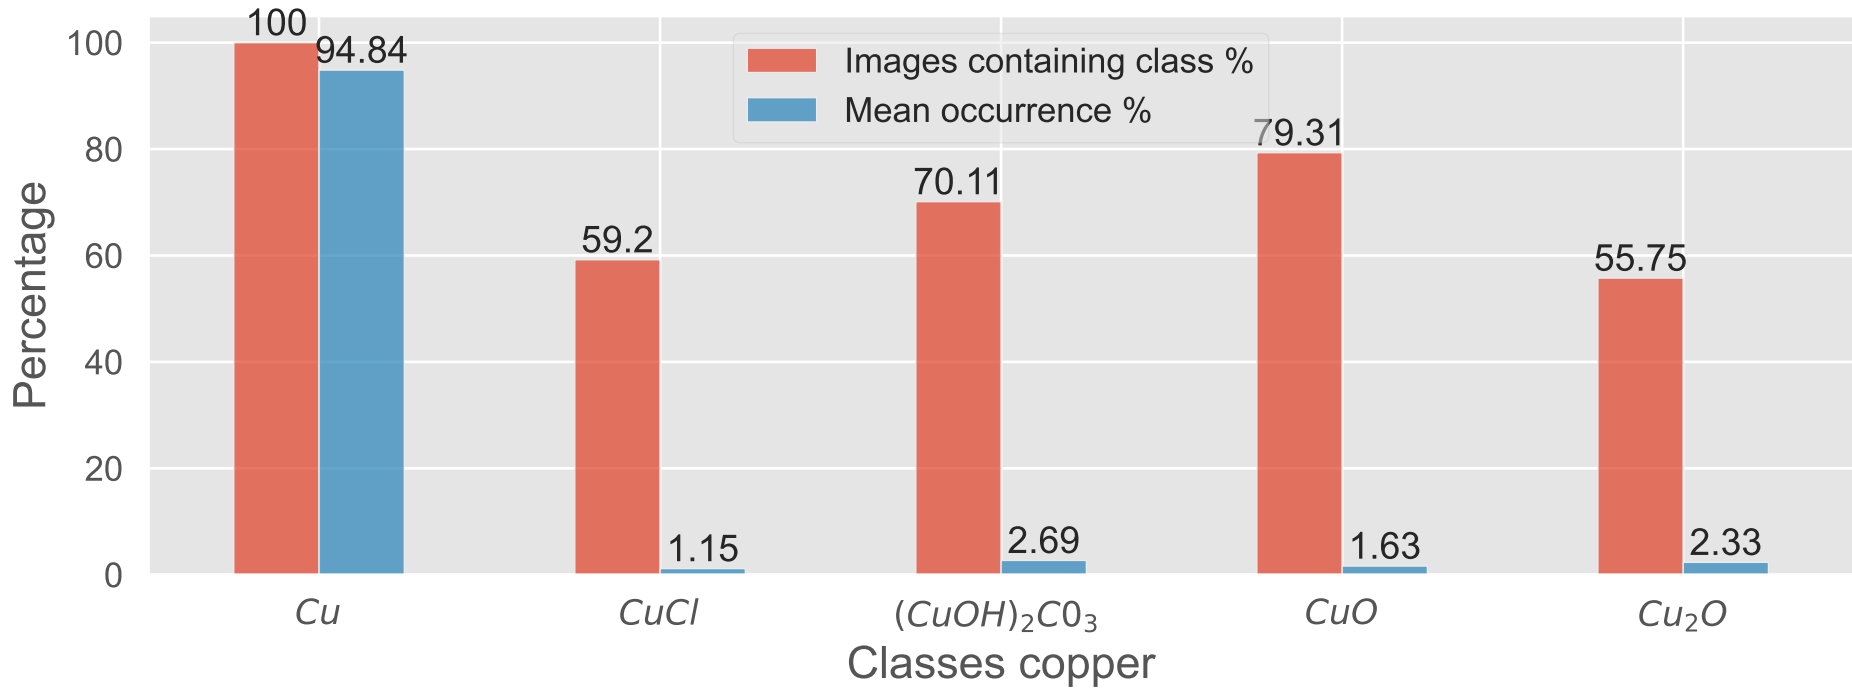 100
94.84
Images containing class %
Mean occurrence %
79.31
70.11
59.2
55.75
1.15
2.69
1.63
2.33
100
80
60
40
20
0
Percentage
Cu
CuCl
(CuOH)₂C0₃
CuO
Cu₂O
Classes copper